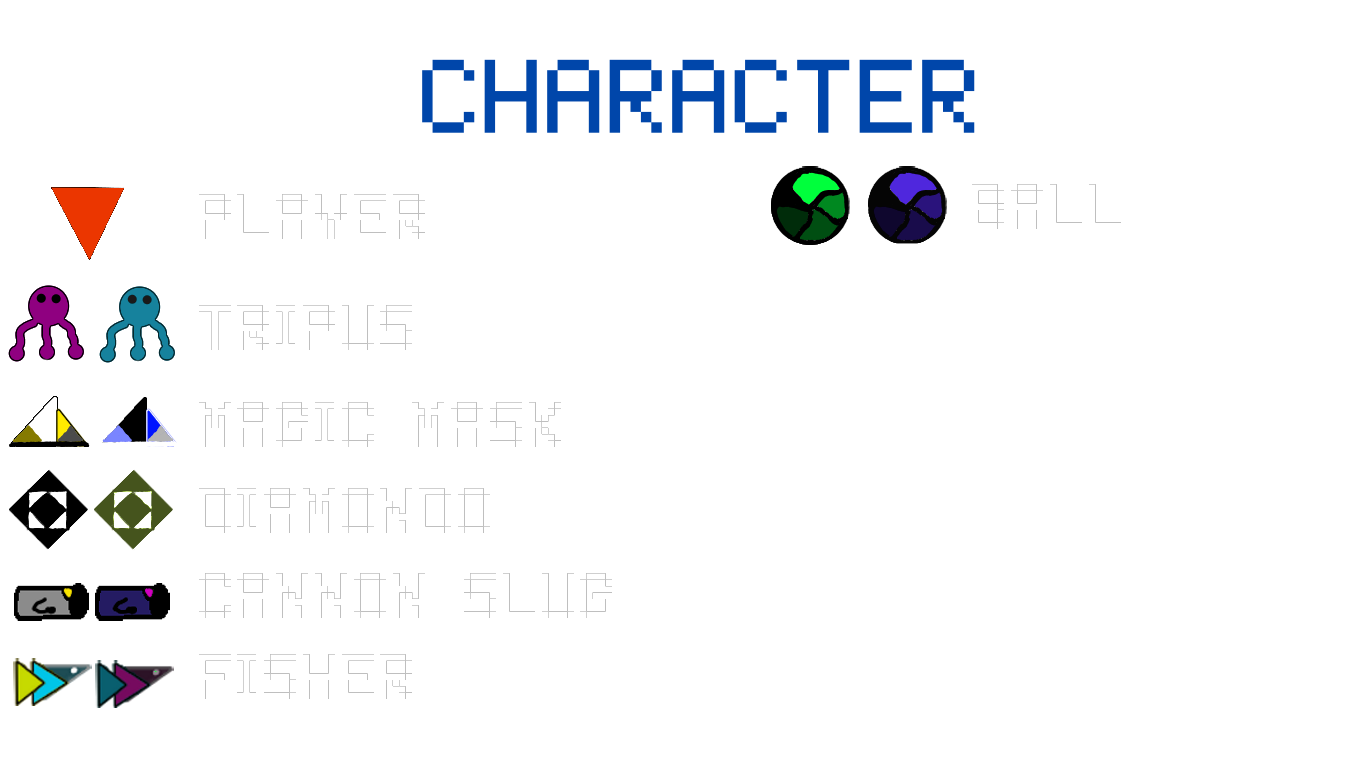 CHARACTER
PLAYER
BALL
TRIPUS
MAGIC MASK
DIAMONDO
CANNON SLUG
FISHER